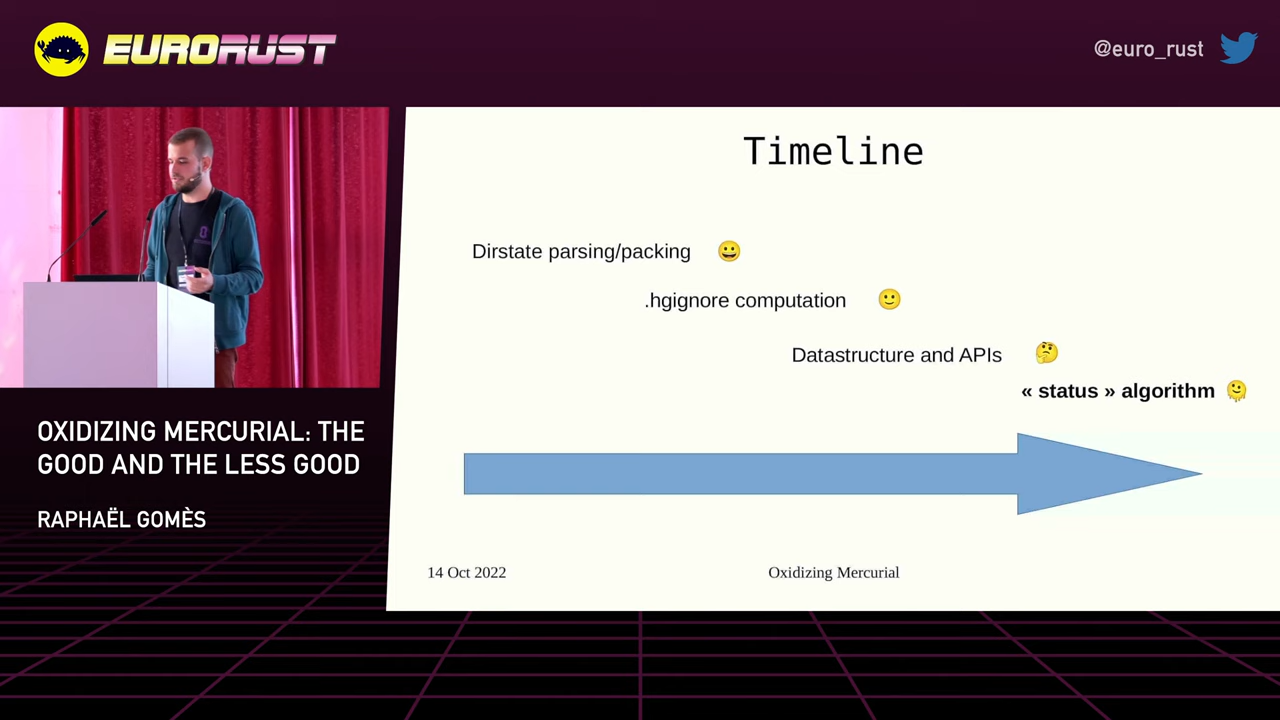 EURORUST
@euro_rust
Timeline
Dirstate parsing/packing 😀
.hgignore computation 🙂
Datastructure and APIs 🤔
« status » algorithm 🫠
OXIDIZING MERCURIAL: THE
GOOD AND THE LESS GOOD
RAPHAËL GOMÈS
14 Oct 2022
Oxidizing Mercurial